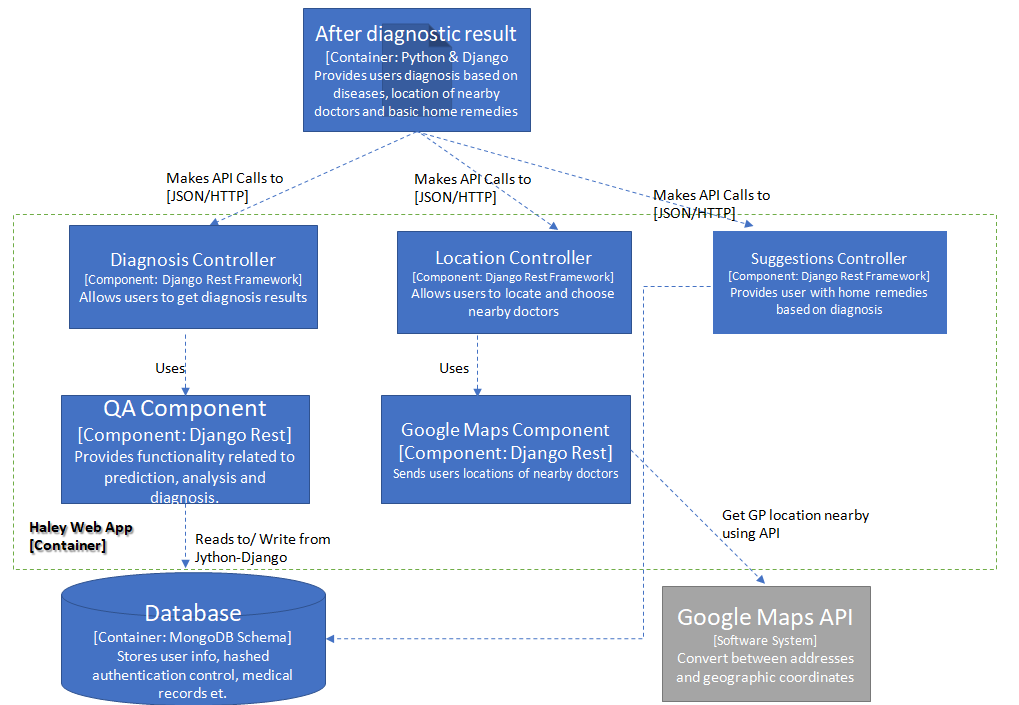 After diagnostic result
[Container: Python & Django
Provides users diagnosis based on
diseases, location of nearby
doctors and basic home remedies
Makes API Calls to
[JSON/HTTP]
Makes API Calls to
[JSON/HTTP]
Makes API Calls to
[JSON/HTTP]
Diagnosis Controller
[Component: Django Rest Framework]
Allows users to get diagnosis results
Location Controller
[Component: Django Rest Framework]
Allows users to locate and choose
nearby doctors
Suggestions Controller
[Component: Django Rest Framework]
Provides user with home remedies
based on diagnosis
Uses
Uses
QA Component
[Component: Django Rest]
Provides functionality related to
prediction, analysis and
diagnosis.
Google Maps Component
[Component: Django Rest]
Sends users locations of nearby doctors
Haley Web App
[Container]
Reads to/ Write from
Jython-Django
Get GP location nearby
using API
Database
[Container: MongoDB Schema]
Stores user info, hashed
authentication control, medical
records et.
Google Maps API
[Software System]
Convert between addresses
and geographic coordinates